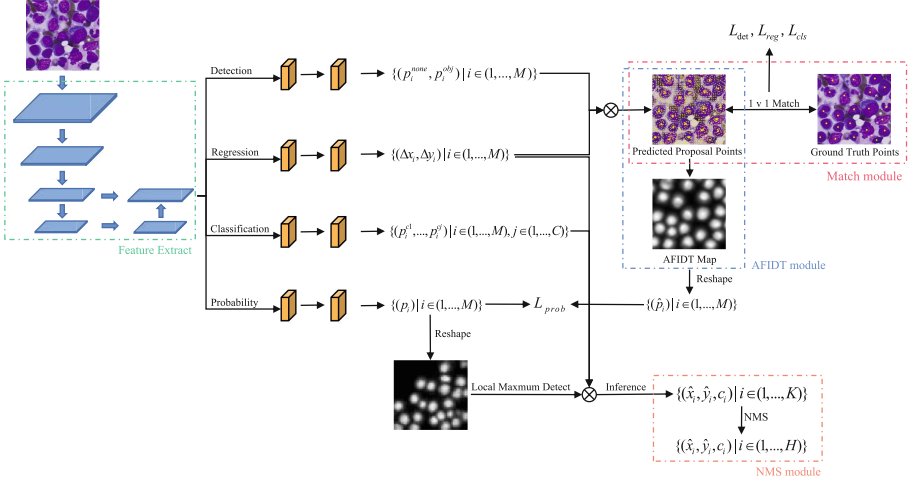 L_det, L_reg, L_cls
Detection
{(p_i^none, p_i^obj) | i∈(1,...,M)}
1 v 1 Match
Predicted Proposal Points
Ground Truth Points
Match module
Regression
{(Δx_i, Δy_i) | i∈(1,...,M)}
Classification
{(p_i^c1,...,p_i^cj) | i∈(1,...,M), j∈(1,...,C)}
Feature Extract
AFIDT Map
AFIDT module
Reshape
Probability
{(p_i) | i∈(1,...,M)}
L_prob
{(p̂_i) | i∈(1,...,M)}
Reshape
Local Maxmum Detect
Inference
{(x̂_i, ŷ_i, c_i) | i∈(1,...,K)}
NMS
{(x̂_i, ŷ_i, c_i) | i∈(1,...,H)}
NMS module